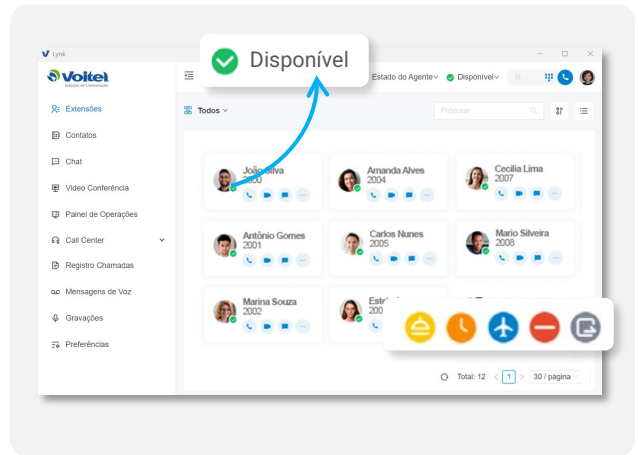 Lynk
Disponível
Voitel
Soluções de Comunicação
Estado do Agente
Disponível
Extensões
Todos
Procurar
Contatos
Chat
Video Conferência
Painel de Operações
Call Center
Registro Chamadas
Mensagens de Voz
Gravações
Preferências
João Silva
2000
Amanda Alves
2004
Cecilia Lima
2007
Antônio Gomes
2001
Carlos Nunes
2005
Mario Silveira
2008
Marina Souza
2002
Total: 12
1
30 / página